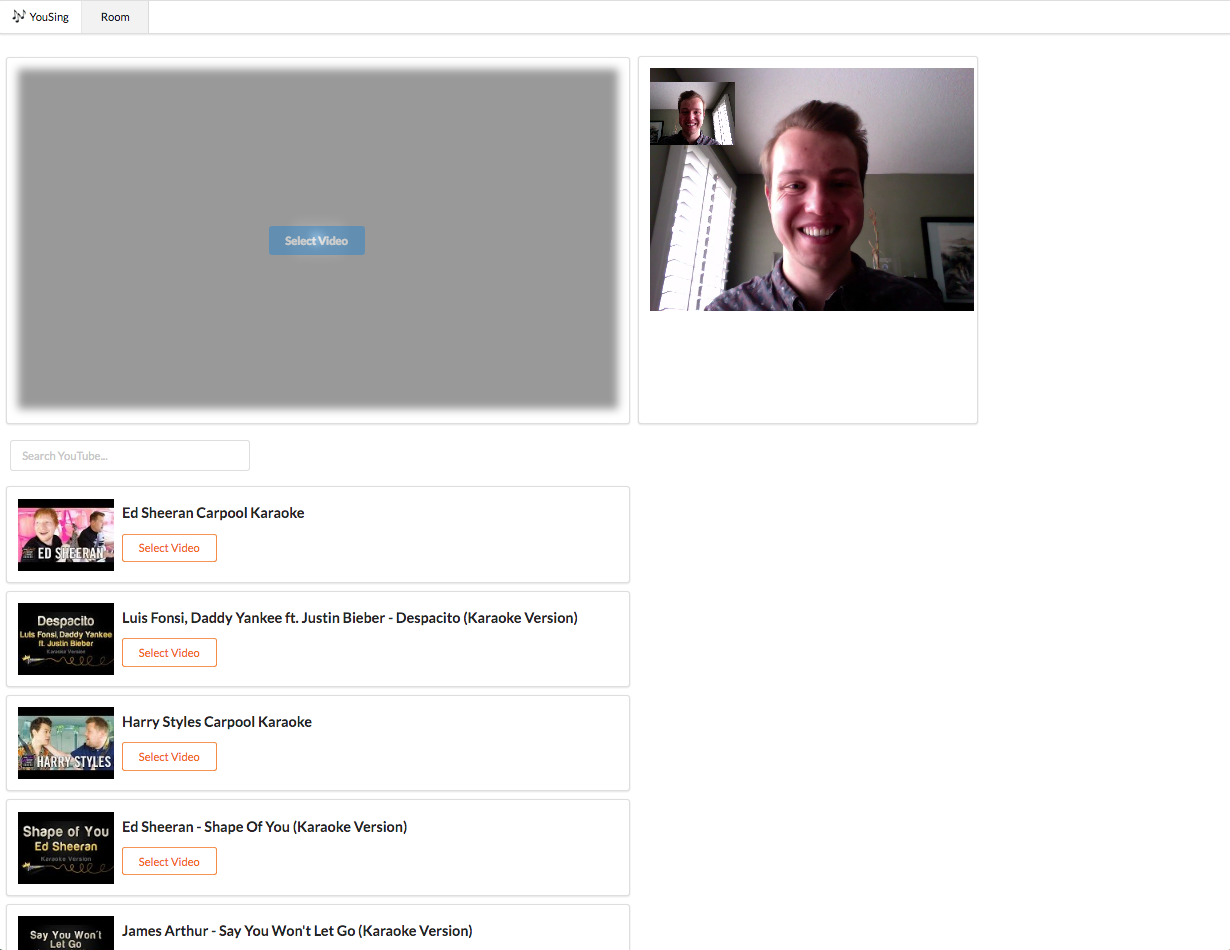 YouSing
Room
Select Video
Search YouTube...
ED SHEERAN
Ed Sheeran Carpool Karaoke
Select Video
Despacito
Luis Fonsi, Daddy Yankee
ft. Justin Bieber
Karaoke Version
Luis Fonsi, Daddy Yankee ft. Justin Bieber - Despacito (Karaoke Version)
Select Video
HARRY STYLES
Harry Styles Carpool Karaoke
Select Video
Shape of You
Ed Sheeran
Karaoke Version
Ed Sheeran - Shape Of You (Karaoke Version)
Select Video
Say You Won't
Let Go
James Arthur - Say You Won't Let Go (Karaoke Version)